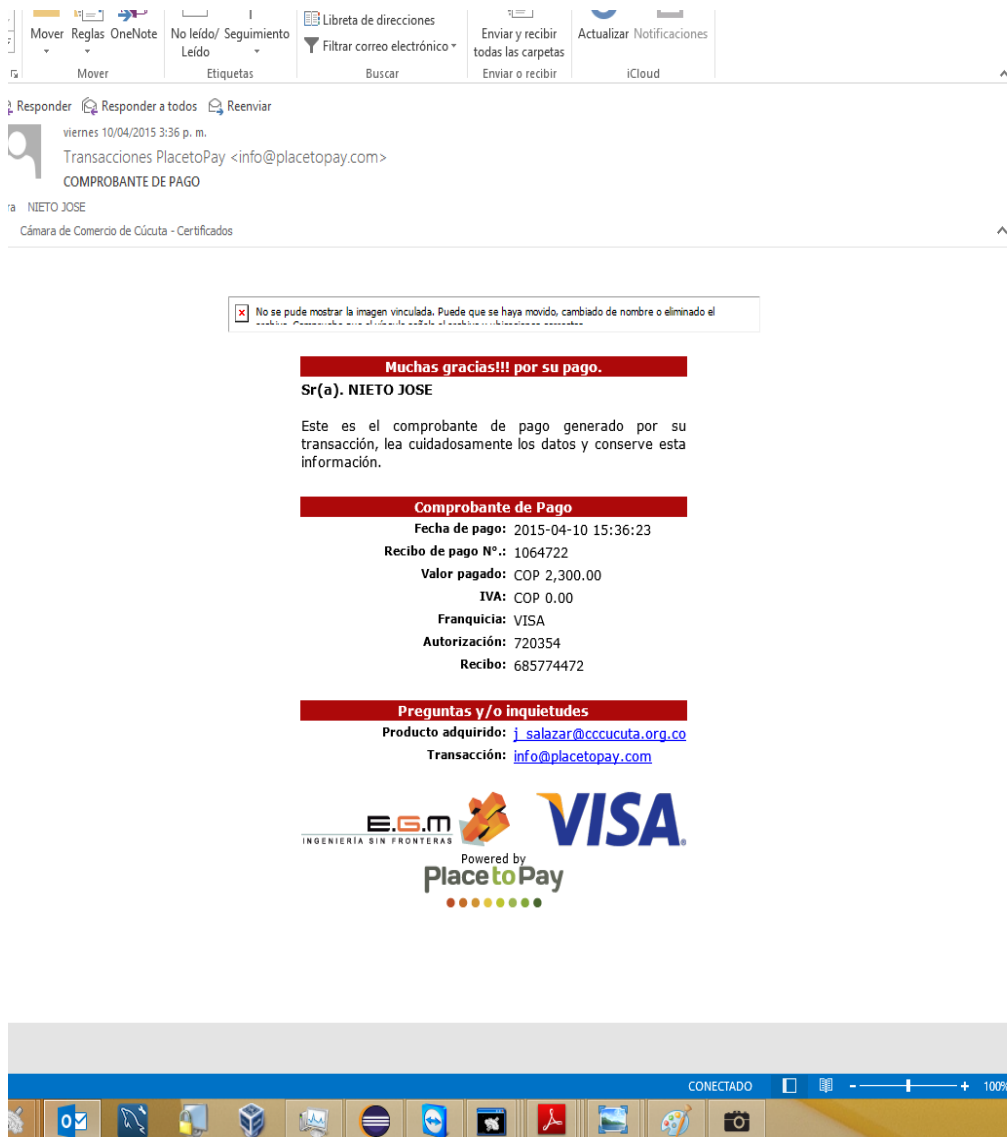 Libreta de direcciones
Mover Reglas OneNote No leído/ Seguimiento Enviar y recibir Actualizar Notificaciones
Leído Filtrar correo electrónico todas las carpetas
Mover Etiquetas Buscar Enviar o recibir iCloud
Responder Responder a todos Reenviar
viernes 10/04/2015 3:36 p. m.
Transacciones PlacetoPay <info@placetopay.com>
COMPROBANTE DE PAGO
ra NIETO JOSE
Cámara de Comercio de Cúcuta - Certificados
No se pude mostrar la imagen vinculada. Puede que se haya movido, cambiado de nombre o eliminado el
Muchas gracias!!! por su pago.
Sr(a). NIETO JOSE
Este es el comprobante de pago generado por su
transacción, lea cuidadosamente los datos y conserve esta
información.
Comprobante de Pago
Fecha de pago: 2015-04-10 15:36:23
Recibo de pago N°.: 1064722
Valor pagado: COP 2,300.00
IVA: COP 0.00
Franquicia: VISA
Autorización: 720354
Recibo: 685774472
Preguntas y/o inquietudes
Producto adquirido: j_salazar@cccucuta.org.co
Transacción: info@placetopay.com
E.G.M
INGENIERÍA SIN FRONTERAS
VISA
Powered by
PlacetoPay
CONECTADO 100%